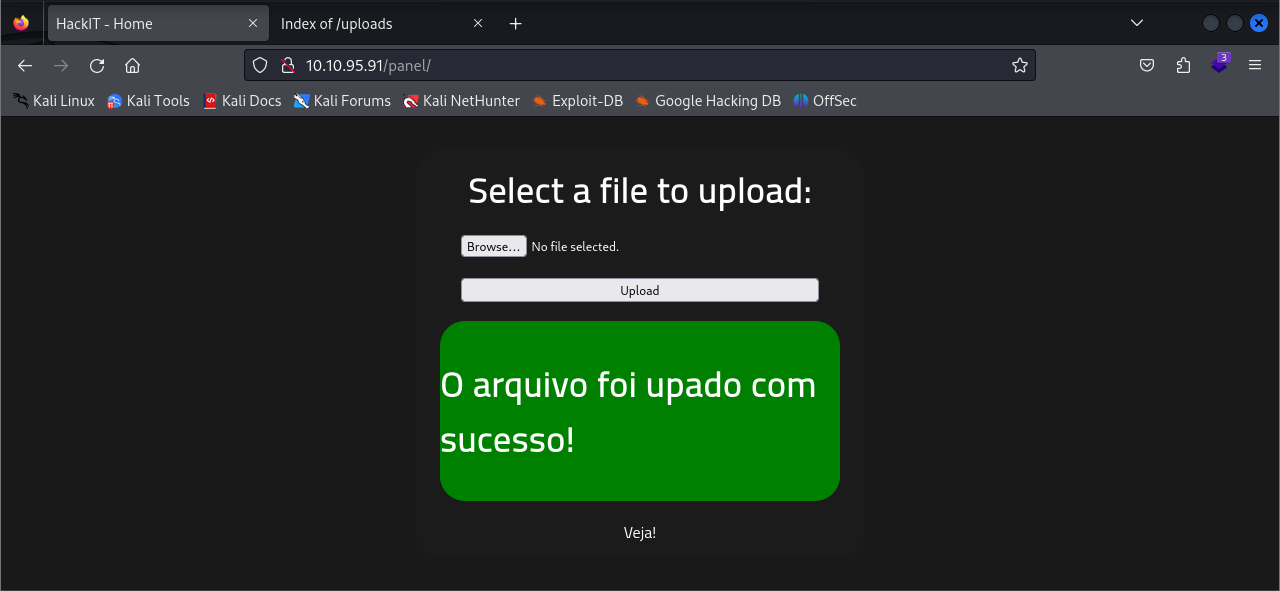 HackIT - Home
Index of /uploads
10.10.95.91/panel/
3
Kali Linux
Kali Tools
Kali Docs
Kali Forums
Kali NetHunter
Exploit-DB
Google Hacking DB
OffSec
Select a file to upload:
Browse... No file selected.
Upload
O arquivo foi upado com
sucesso!
Veja!